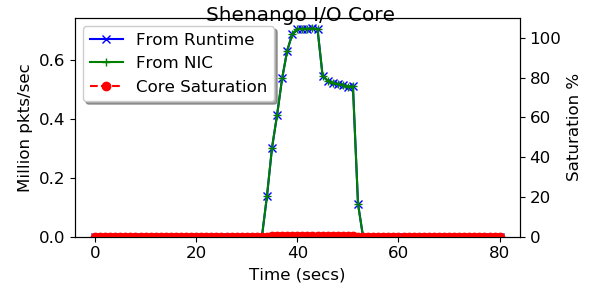 Shenango I/O Core
From Runtime
From NIC
Core Saturation
Million pkts/sec
Saturation %
0.6
0.4
0.2
0.0
100
80
60
40
20
0
0 20 40 60 80
Time (secs)